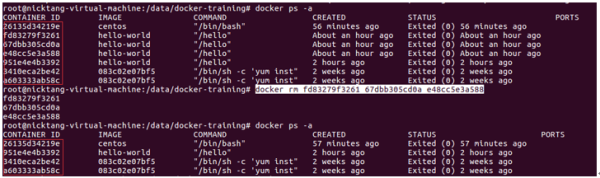 root@nicktang-virtual-machine:/data/docker-training# docker ps -a
CONTAINER ID IMAGE COMMAND CREATED STATUS PORTS
26135d34219e centos "/bin/bash" 56 minutes ago Exited (0) 56 minutes ago
fd83279f3261 hello-world "/hello" About an hour ago Exited (0) About an hour ago
67dbb305cd0a hello-world "/hello" About an hour ago Exited (0) About an hour ago
e48cc5e3a588 hello-world "/hello" About an hour ago Exited (0) About an hour ago
951e4e4b3392 hello-world "/hello" 2 hours ago Exited (0) 2 hours ago
3410eca2be42 083c02e07bf5 "/bin/sh -c 'yum inst" 2 weeks ago Exited (0) 2 weeks ago
a603333ab58c 083c02e07bf5 "/bin/sh -c 'yum inst" 2 weeks ago Exited (0) 2 weeks ago
root@nicktang-virtual-machine:/data/docker-training# docker rm fd83279f3261 67dbb305cd0a e48cc5e3a588
fd83279f3261
67dbb305cd0a
e48cc5e3a588
root@nicktang-virtual-machine:/data/docker-training# docker ps -a
CONTAINER ID IMAGE COMMAND CREATED STATUS PORTS
26135d34219e centos "/bin/bash" 57 minutes ago Exited (0) 57 minutes ago
951e4e4b3392 hello-world "/hello" 2 hours ago Exited (0) 2 hours ago
3410eca2be42 083c02e07bf5 "/bin/sh -c 'yum inst" 2 weeks ago Exited (0) 2 weeks ago
a603333ab58c 083c02e07bf5 "/bin/sh -c 'yum inst" 2 weeks ago Exited (0) 2 weeks ago